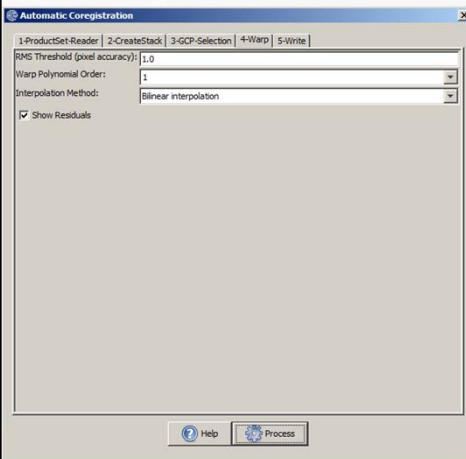 Automatic Coregistration
1-ProductSet-Reader 2-CreateStack 3-GCP-Selection 4-Warp 5-Write
RMS Threshold (pixel accuracy): 1.0
Warp Polynomial Order: 1
Interpolation Method: Bilinear interpolation
Show Residuals
Help Process